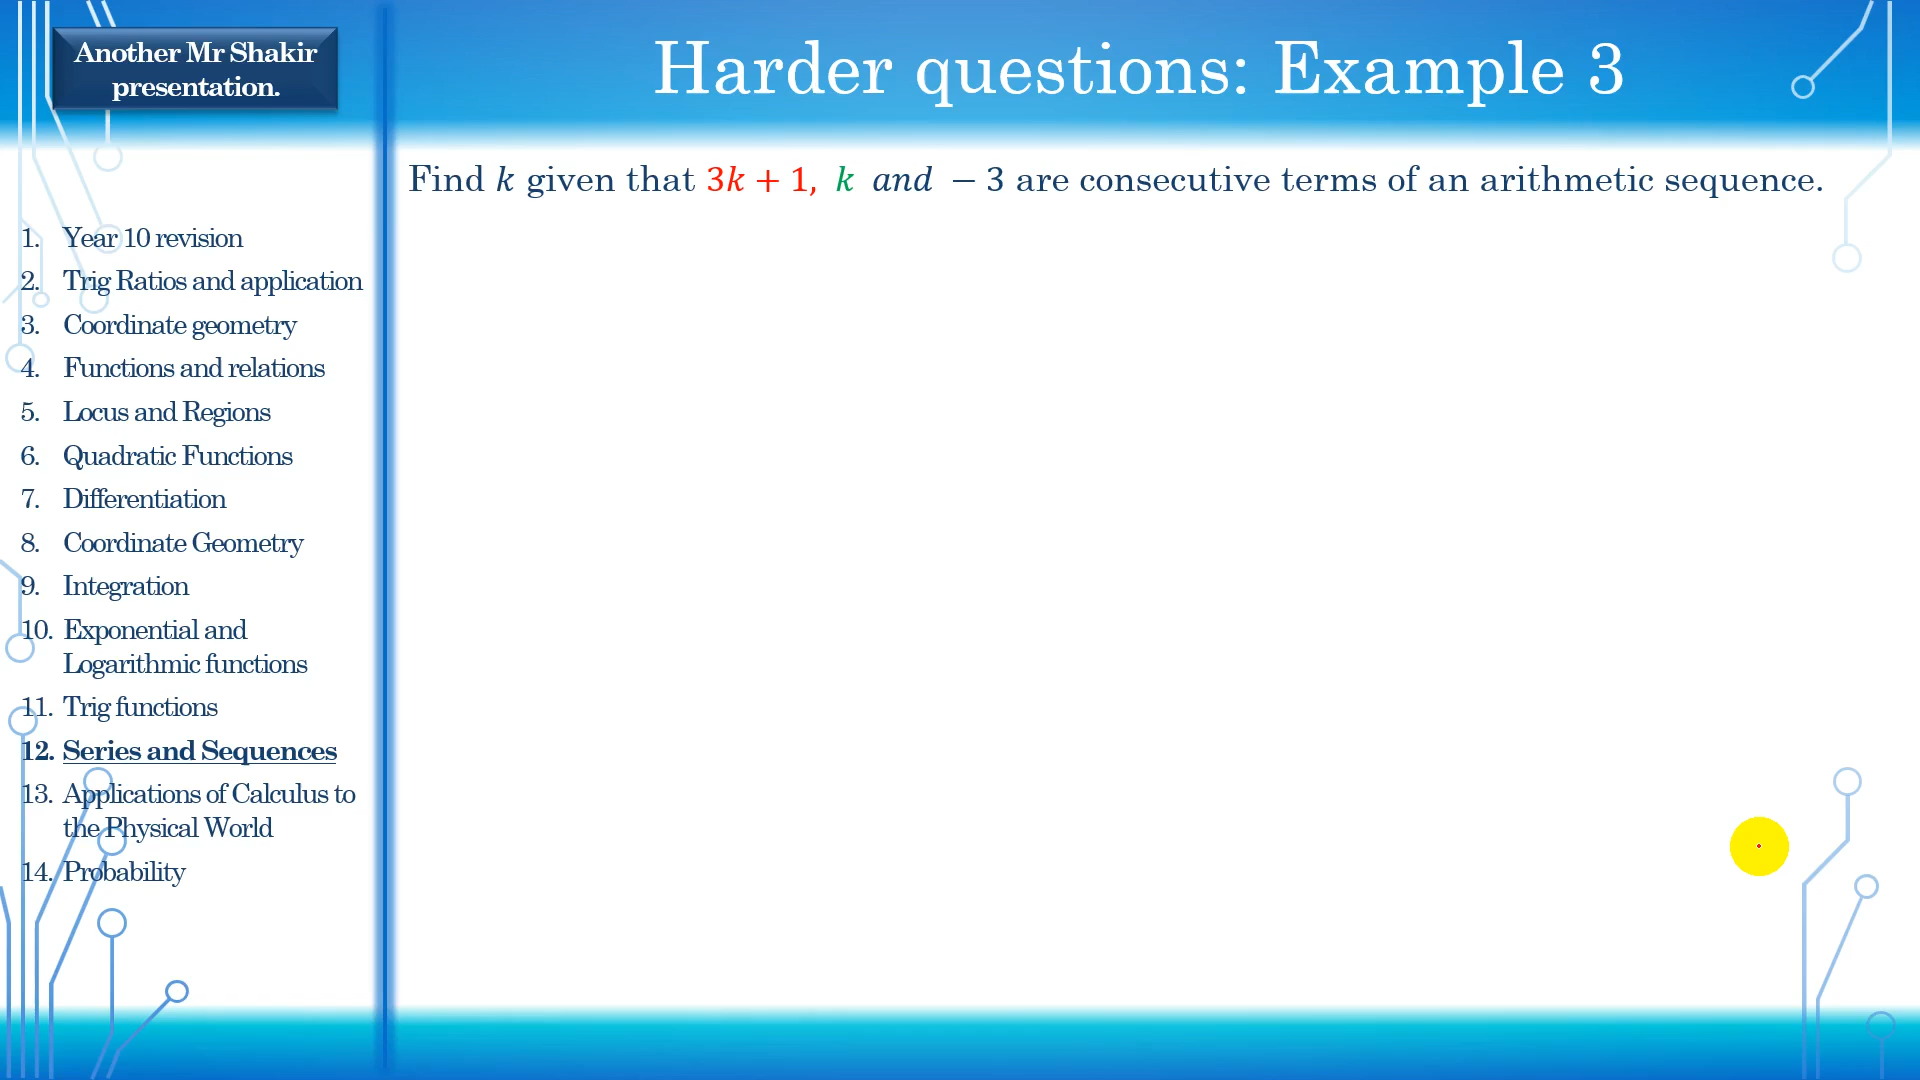 Another Mr Shakir
presentation.
Harder questions: Example 3
Find k given that 3k + 1, k and − 3 are consecutive terms of an arithmetic sequence.
1. Year 10 revision
2. Trig Ratios and application
3. Coordinate geometry
4. Functions and relations
5. Locus and Regions
6. Quadratic Functions
7. Differentiation
8. Coordinate Geometry
9. Integration
10. Exponential and
Logarithmic functions
11. Trig functions
12. Series and Sequences
13. Applications of Calculus to
the Physical World
14. Probability